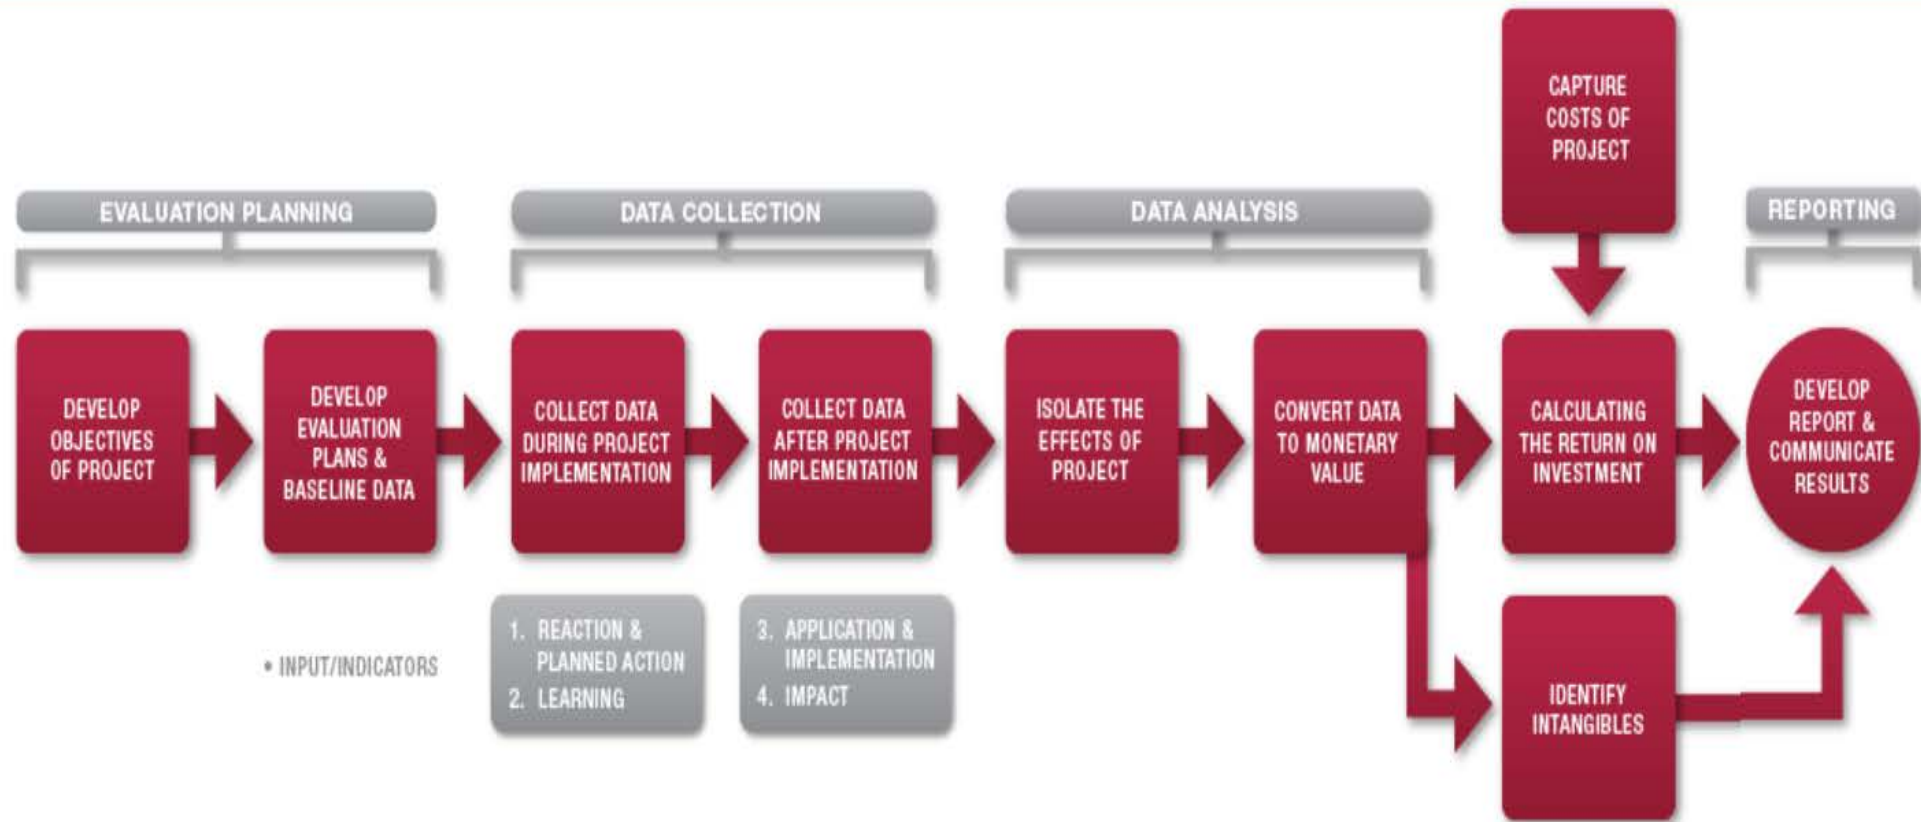 CAPTURE
COSTS OF
PROJECT
EVALUATION PLANNING
DATA COLLECTION
DATA ANALYSIS
REPORTING
DEVELOP
OBJECTIVES
OF PROJECT
DEVELOP
EVALUATION
PLANS &
BASELINE DATA
COLLECT DATA
DURING PROJECT
IMPLEMENTATION
COLLECT DATA
AFTER PROJECT
IMPLEMENTATION
ISOLATE THE
EFFECTS OF
PROJECT
CONVERT DATA
TO MONETARY
VALUE
CALCULATING
THE RETURN ON
INVESTMENT
DEVELOP
REPORT &
COMMUNICATE
RESULTS
• INPUT/INDICATORS
1. REACTION &
PLANNED ACTION
2. LEARNING
3. APPLICATION &
IMPLEMENTATION
4. IMPACT
IDENTIFY
INTANGIBLES